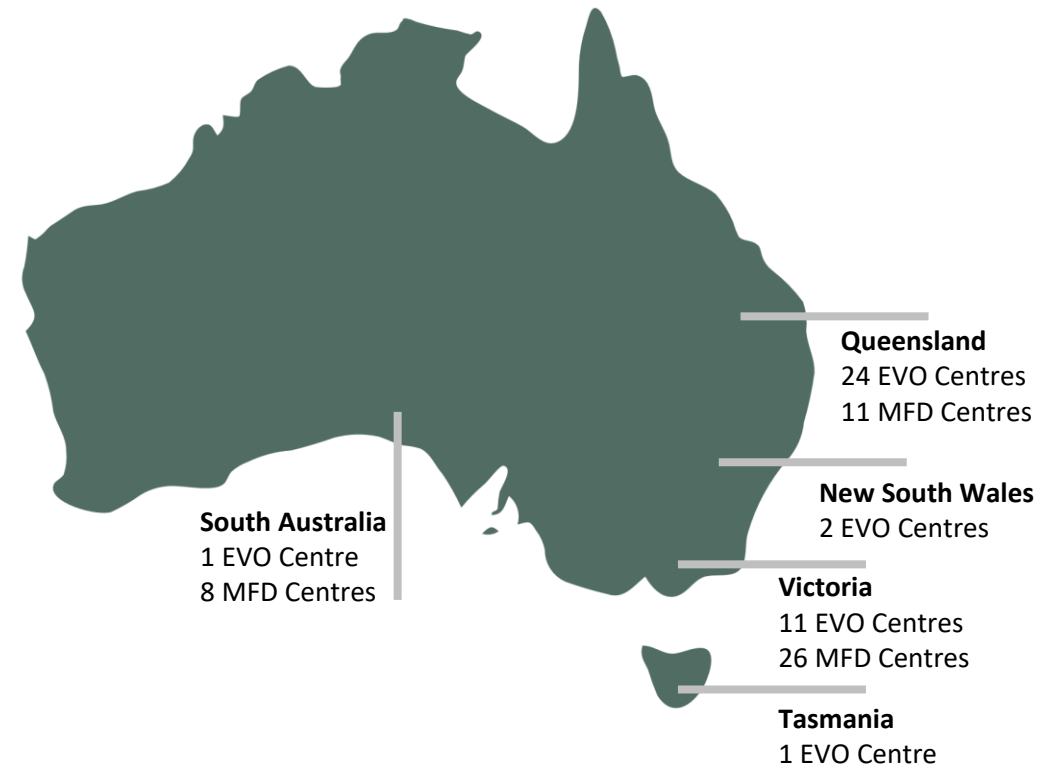 Queensland
24 EVO Centres
11 MFD Centres
New South Wales
2 EVO Centres
South Australia
1 EVO Centre
8 MFD Centres
Victoria
11 EVO Centres
26 MFD Centres
Tasmania
1 EVO Centre